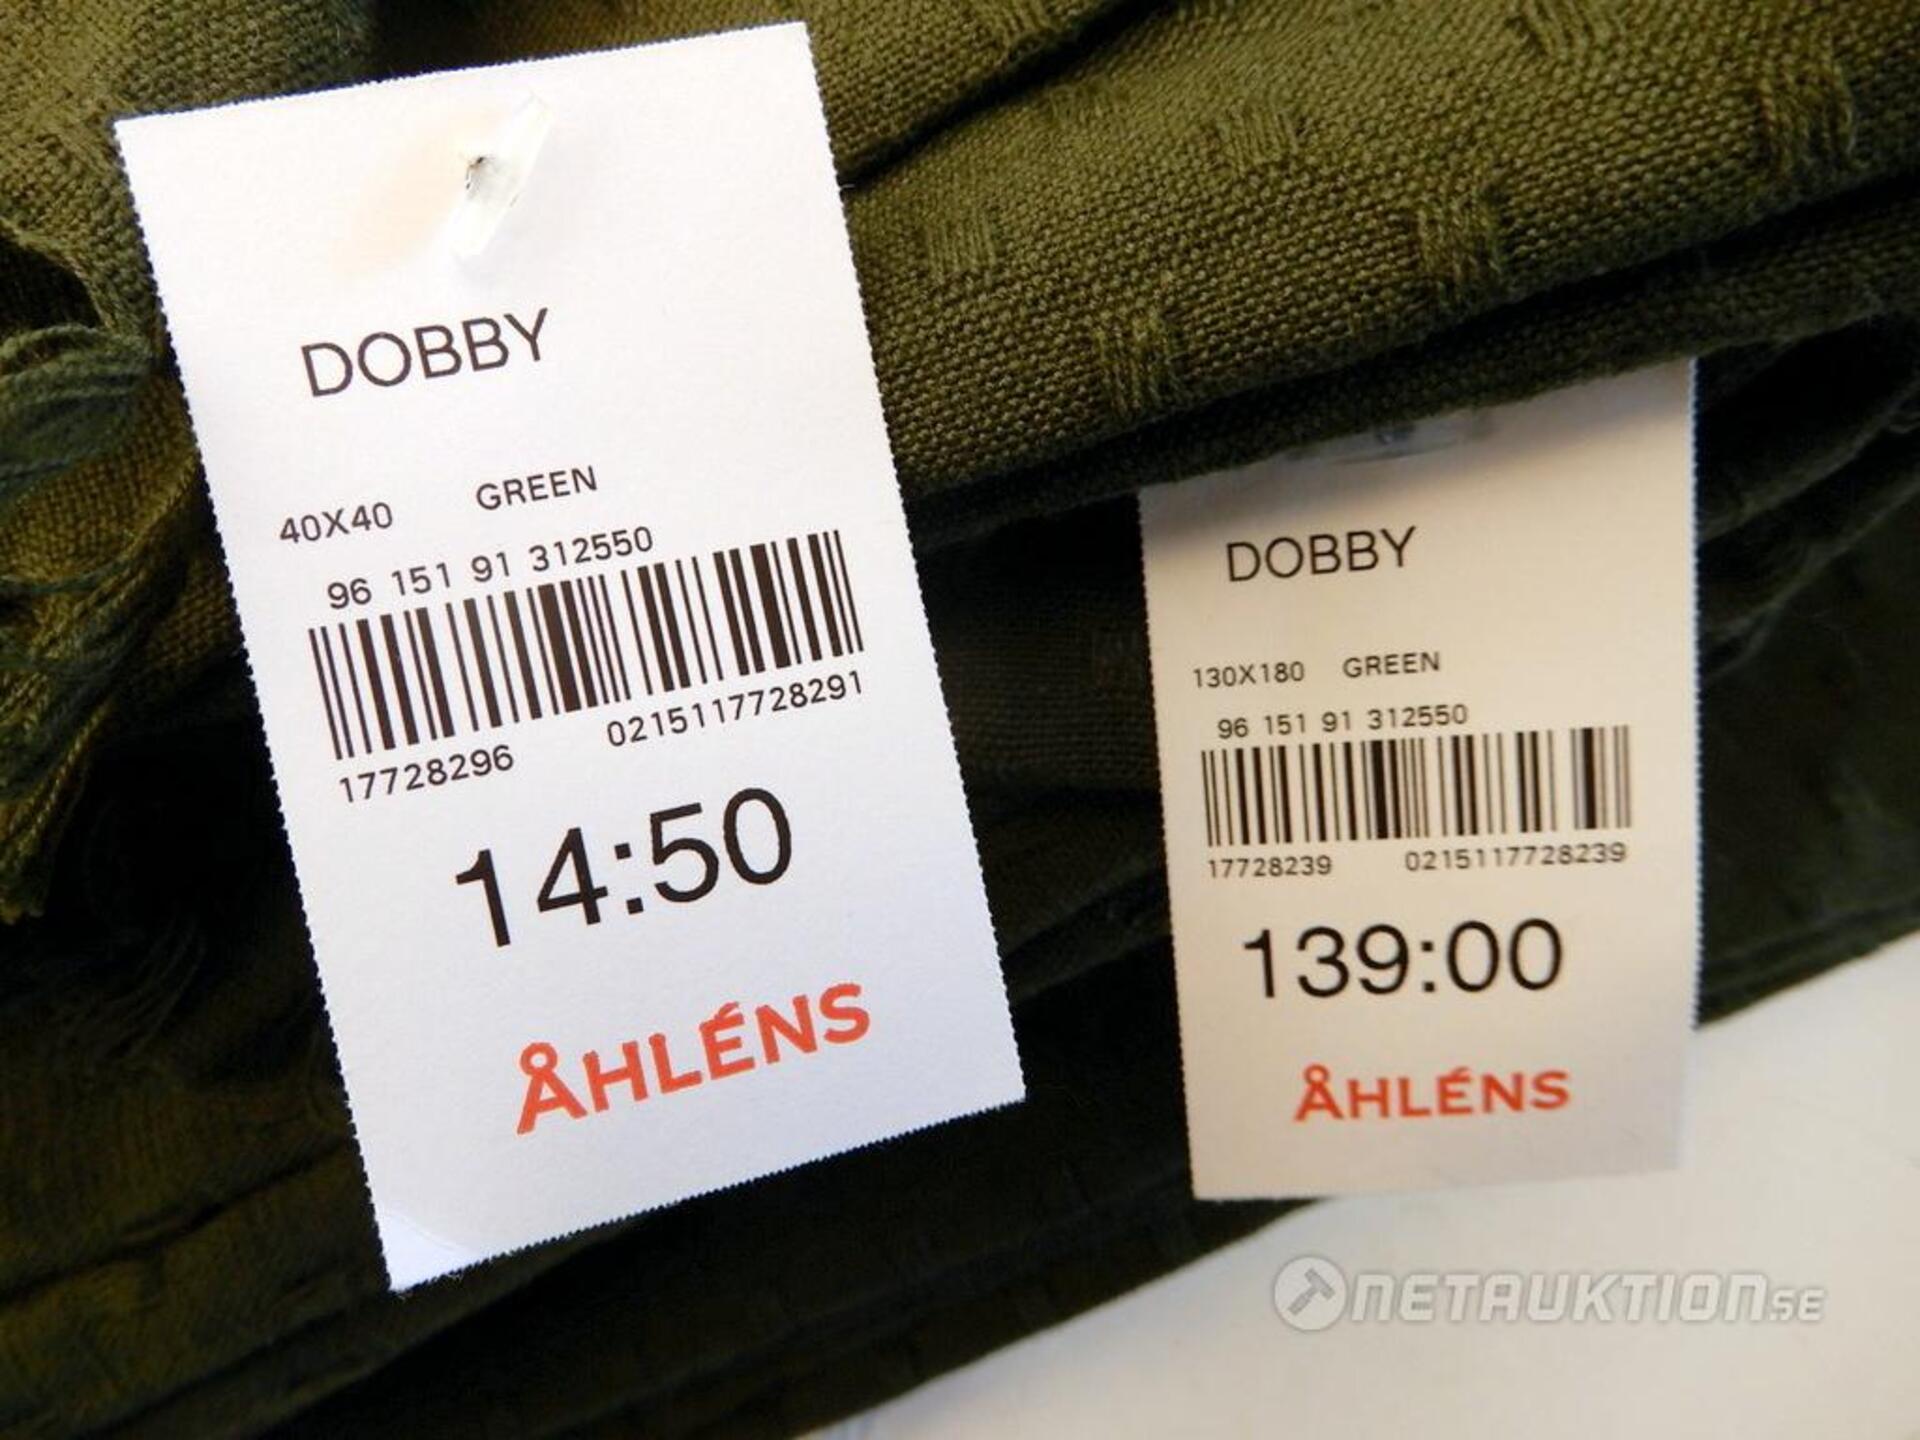 DOBBY
40X40 GREEN
96 151 91 312550
17728296 0215117728291
14:50
ÅHLÉNS
DOBBY
130X180 GREEN
96 151 91 312550
17728239 0215117728239
139:00
ÅHLÉNS
NETAUKTION.SE